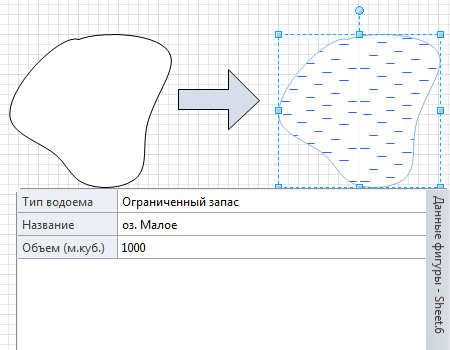 Тип водоема Ограниченный запас
Название оз. Малое
Объем (м.куб.) 1000
Данные фигуры - Sheet.6